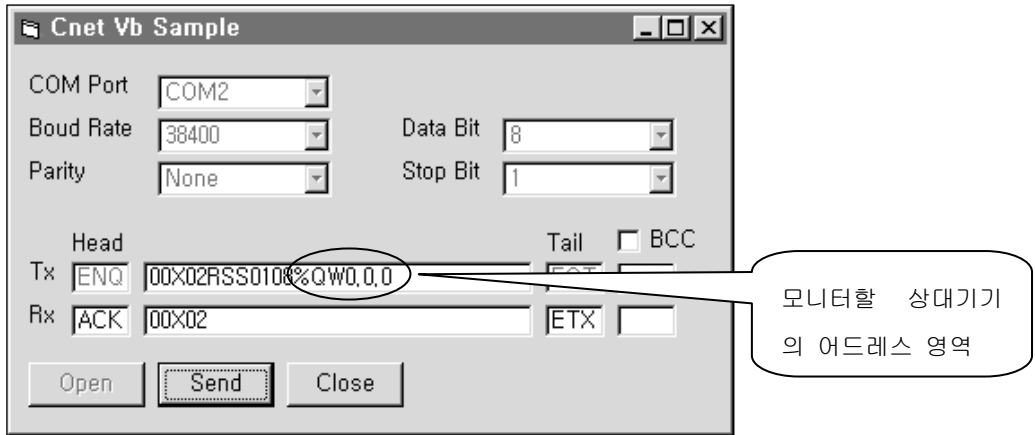 Cnet Vb Sample
COM Port COM2
Boud Rate 38400 Data Bit 8
Parity None Stop Bit 1
Head Tail BCC
Tx ENQ 00X02RSS0108%QW0,0,0 EOT
Rx ACK 00X02 ETX
Open Send Close
모니터할 상대기기
의 어드레스 영역